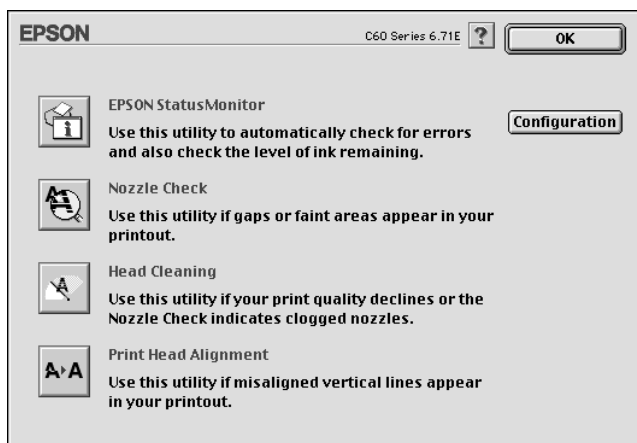 EPSON
C60 Series 6.71E
?
OK
EPSON StatusMonitor
Use this utility to automatically check for errors
and also check the level of ink remaining.
Configuration
i
Nozzle Check
Use this utility if gaps or faint areas appear in your
printout.
A
Head Cleaning
Use this utility if your print quality declines or the
Nozzle Check indicates clogged nozzles.
A
Print Head Alignment
Use this utility if misaligned vertical lines appear
in your printout.
A▸A